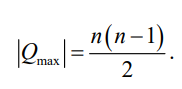 |Q_max| = n(n−1)/2.